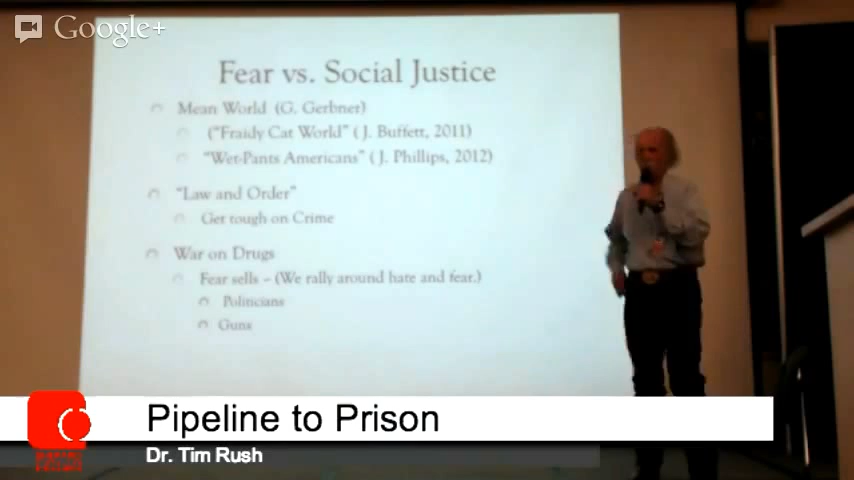 Google+
Fear vs. Social Justice
Mean World (G. Gerbner)
("Fraidy Cat World" ( J. Buffett, 2011)
"Wet-Pants Americans" ( J. Phillips, 2012)
"Law and Order"
Get tough on Crime
War on Drugs
Fear sells – (We rally around hate and fear.)
Politicians
Guns
Pipeline to Prison
Dr. Tim Rush